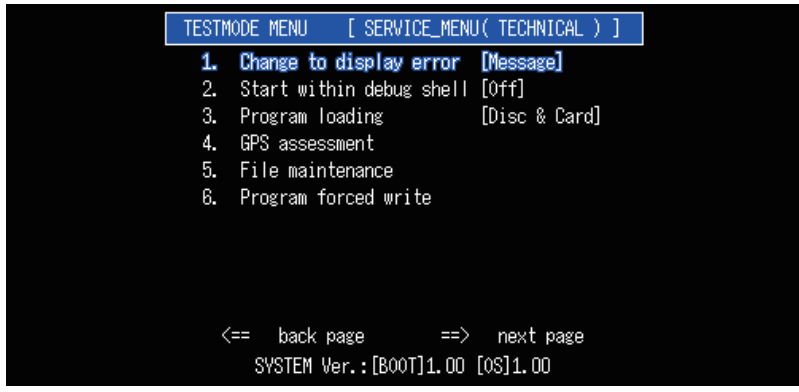 TESTMODE MENU [ SERVICE_MENU( TECHNICAL ) ]
1. Change to display error [Message]
2. Start within debug shell [Off]
3. Program loading [Disc & Card]
4. GPS assessment
5. File maintenance
6. Program forced write
<== back page ==> next page
SYSTEM Ver.:[BOOT]1.00 [OS]1.00